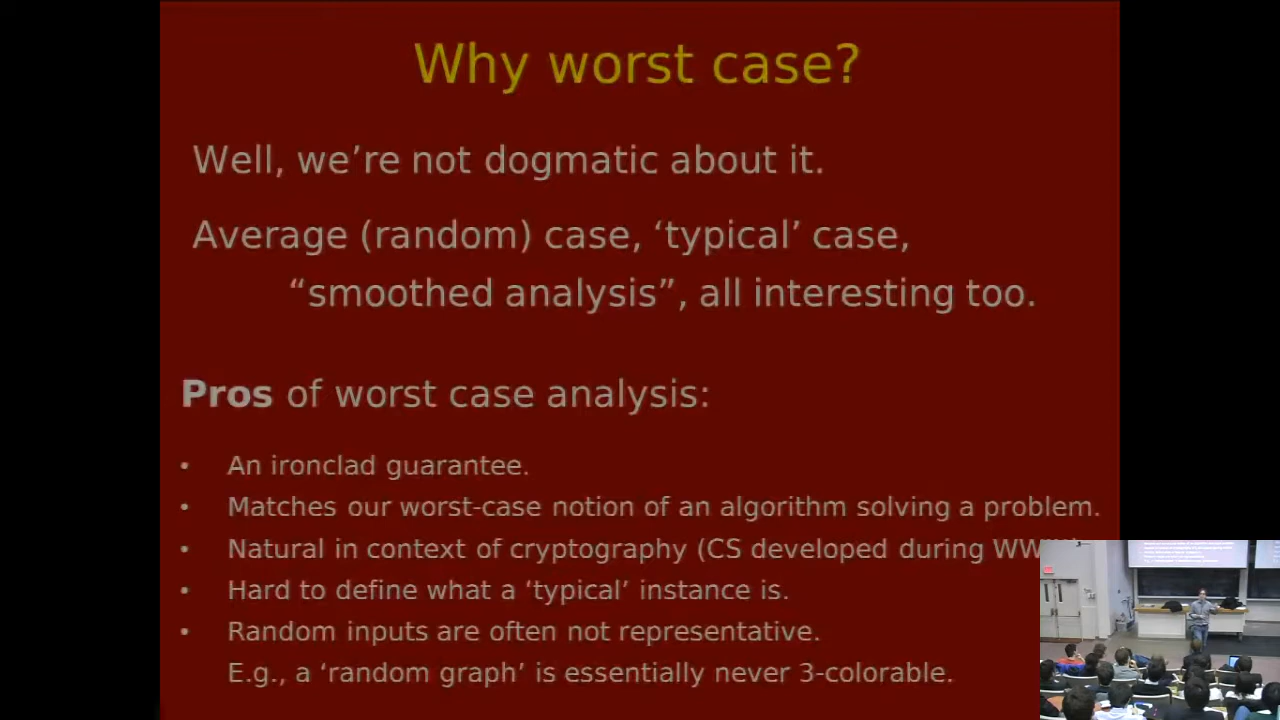 Why worst case?
Well, we’re not dogmatic about it.
Average (random) case, ‘typical’ case,
“smoothed analysis”, all interesting too.
Pros of worst case analysis:
• An ironclad guarantee.
• Matches our worst-case notion of an algorithm solving a problem.
• Natural in context of cryptography (CS developed during
• Hard to define what a ‘typical’ instance is.
• Random inputs are often not representative.
E.g., a ‘random graph’ is essentially never 3-colorable.